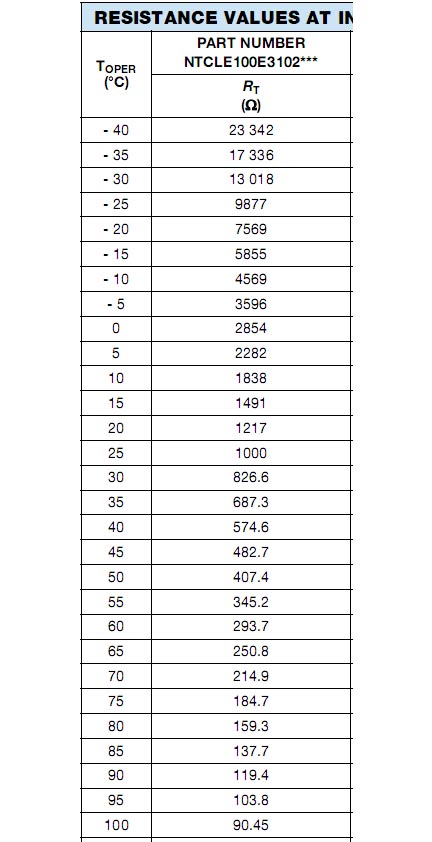 RESISTANCE VALUES AT IN
PART NUMBER
NTCLE100E3102***
TOPER
(°C)
RT
(Ω)
- 40 23 342
- 35 17 336
- 30 13 018
- 25 9877
- 20 7569
- 15 5855
- 10 4569
- 5 3596
0 2854
5 2282
10 1838
15 1491
20 1217
25 1000
30 826.6
35 687.3
40 574.6
45 482.7
50 407.4
55 345.2
60 293.7
65 250.8
70 214.9
75 184.7
80 159.3
85 137.7
90 119.4
95 103.8
100 90.45